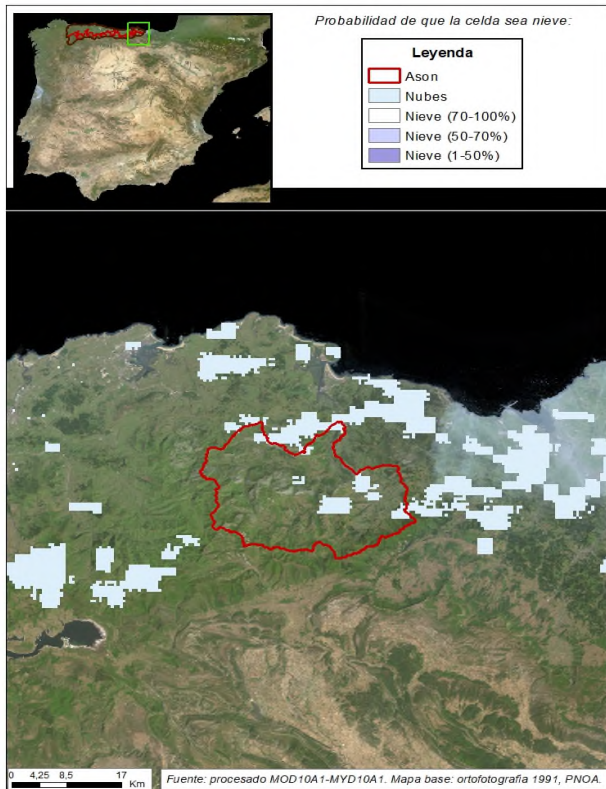 Probabilidad de que la celda sea nieve:
Leyenda
Ason
Nubes
Nieve (70-100%)
Nieve (50-70%)
Nieve (1-50%)
0 4,25 8,5 17
Km
Fuente: procesado MOD10A1-MYD10A1. Mapa base: ortofotografia 1991, PNOA.